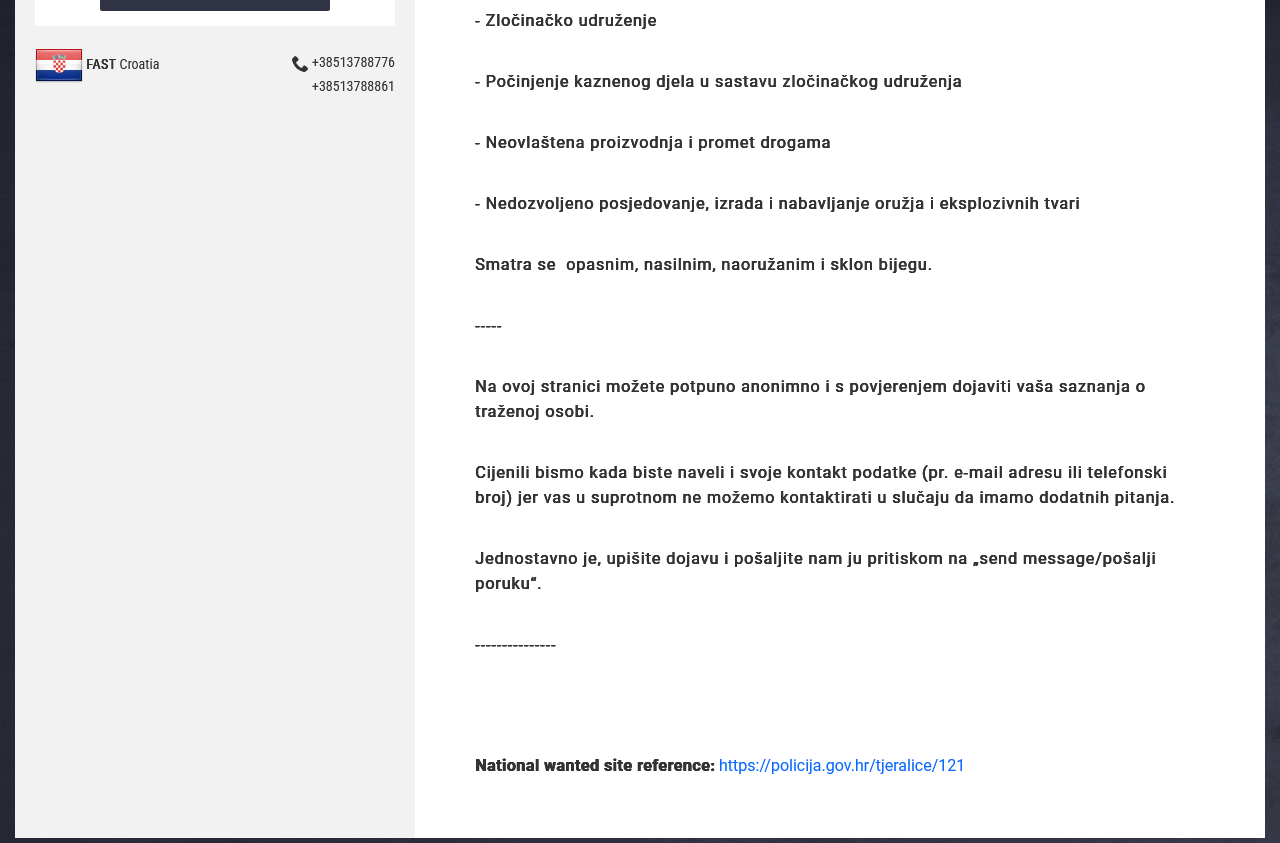 FAST Croatia
+38513788776
+38513788861
- Zločinačko udruženje
- Počinjenje kaznenog djela u sastavu zločinačkog udruženja
- Neovlaštena proizvodnja i promet drogama
- Nedozvoljeno posjedovanje, izrada i nabavljanje oružja i eksplozivnih tvari
Smatra se  opasnim, nasilnim, naoružanim i sklon bijegu.
-----
Na ovoj stranici možete potpuno anonimno i s povjerenjem dojaviti vaša saznanja o
traženoj osobi.
Cijenili bismo kada biste naveli i svoje kontakt podatke (pr. e-mail adresu ili telefonski
broj) jer vas u suprotnom ne možemo kontaktirati u slučaju da imamo dodatnih pitanja.
Jednostavno je, upišite dojavu i pošaljite nam ju pritiskom na „send message/pošalji
poruku“.
---------------
National wanted site reference: https://policija.gov.hr/tjeralice/121